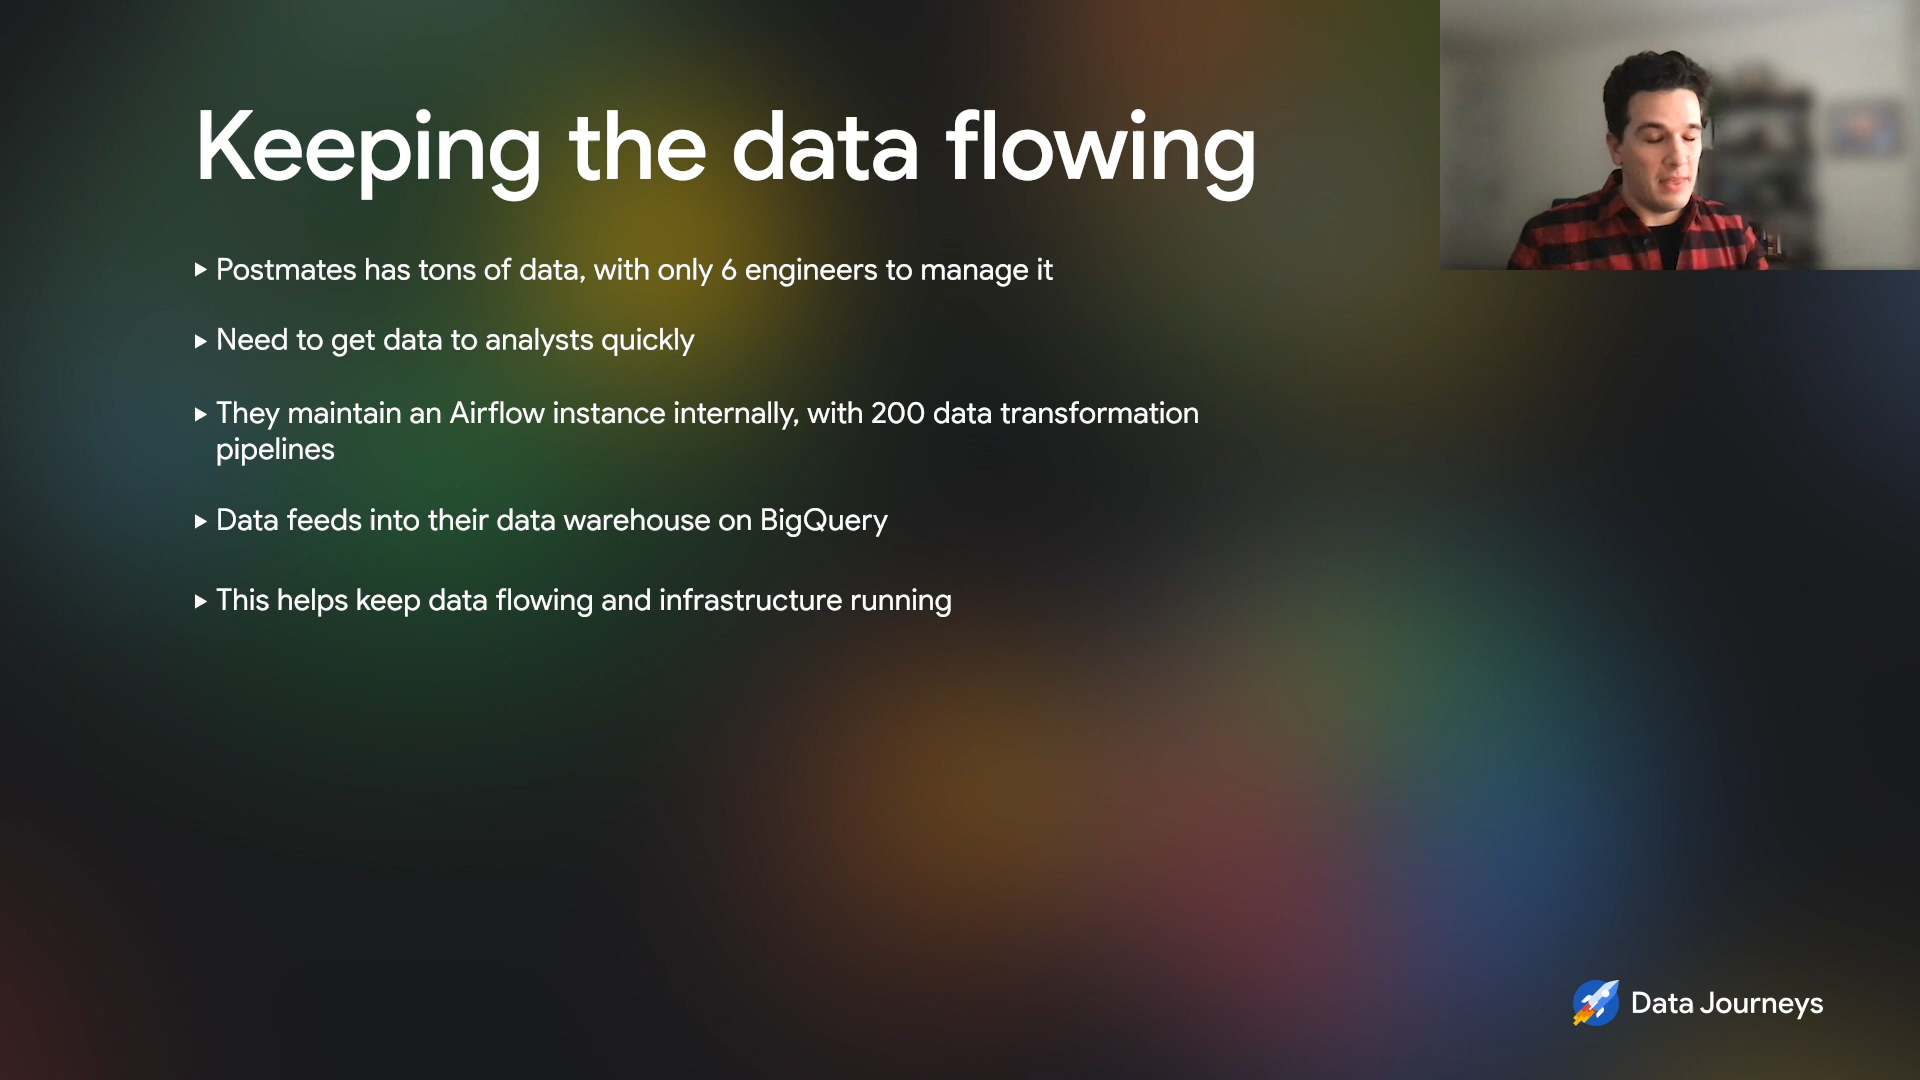 Keeping the data flowing
Postmates has tons of data, with only 6 engineers to manage it
Need to get data to analysts quickly
They maintain an Airflow instance internally, with 200 data transformation
pipelines
Data feeds into their data warehouse on BigQuery
This helps keep data flowing and infrastructure running
Data Journeys